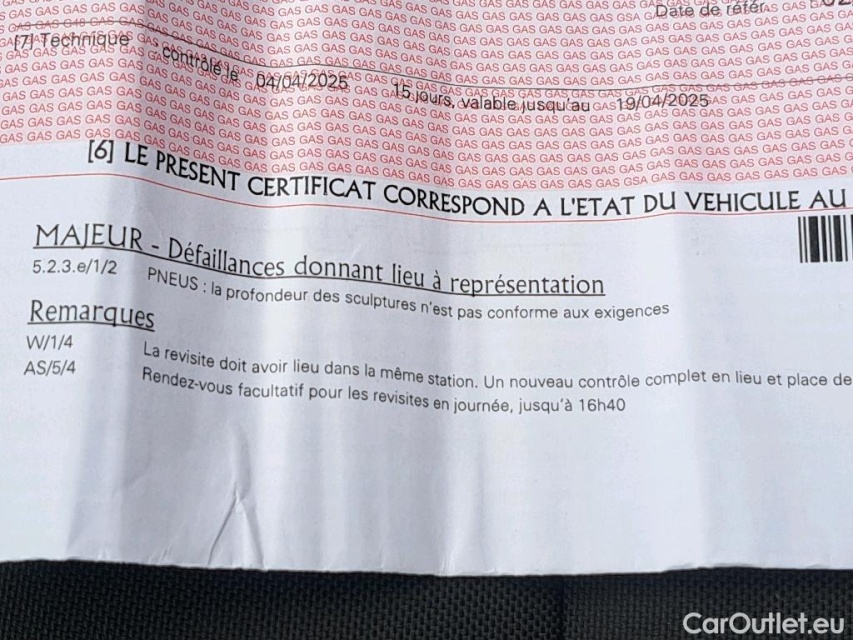 Date de référ.
[7] Technique contrôlé le 04/04/2025 15 jours, valable jusqu'au 19/04/2025
[6] LE PRESENT CERTIFICAT CORRESPOND A L'ETAT DU VEHICULE AU
MAJEUR - Défaillances donnant lieu à représentation
5.2.3.e/1/2 PNEUS : la profondeur des sculptures n'est pas conforme aux exigences
Remarques
W/1/4 La revisite doit avoir lieu dans la même station. Un nouveau contrôle complet en lieu et place de
AS/5/4 Rendez-vous facultatif pour les revisites en journée, jusqu'à 16h40
CarOutlet.eu